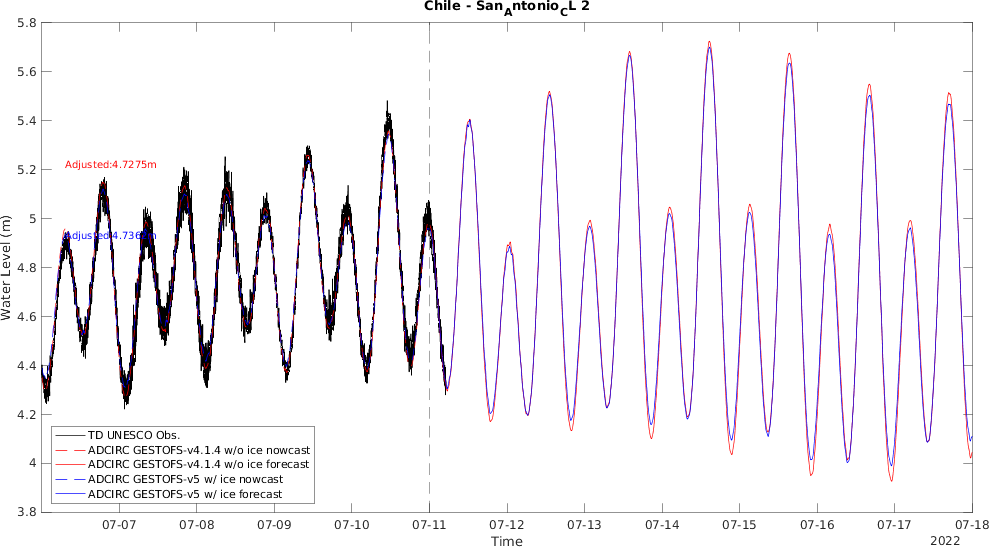 Chile - SanAntonioCL 2
5.8
5.6
5.4
5.2
5
4.8
4.6
4.4
4.2
4
3.8
Water Level (m)
Adjusted:4.7275m
TD UNESCO Obs.
ADCIRC GESTOFS-v4.1.4 w/o ice nowcast
ADCIRC GESTOFS-v4.1.4 w/o ice forecast
ADCIRC GESTOFS-v5 w/ ice nowcast
ADCIRC GESTOFS-v5 w/ ice forecast
07-07 07-08 07-09 07-10 07-11 07-12 07-13 07-14 07-15 07-16 07-17 07-18
Time
2022